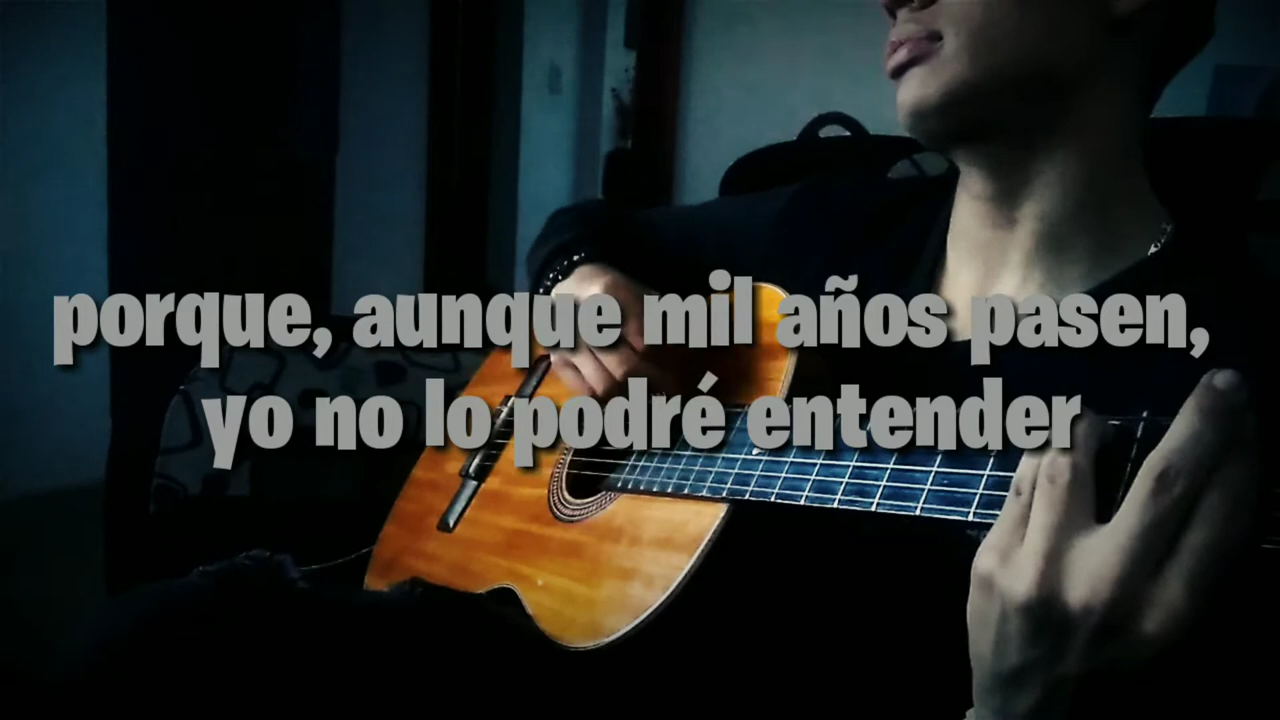 porque, aunque mil años pasen,
yo no lo podré entender